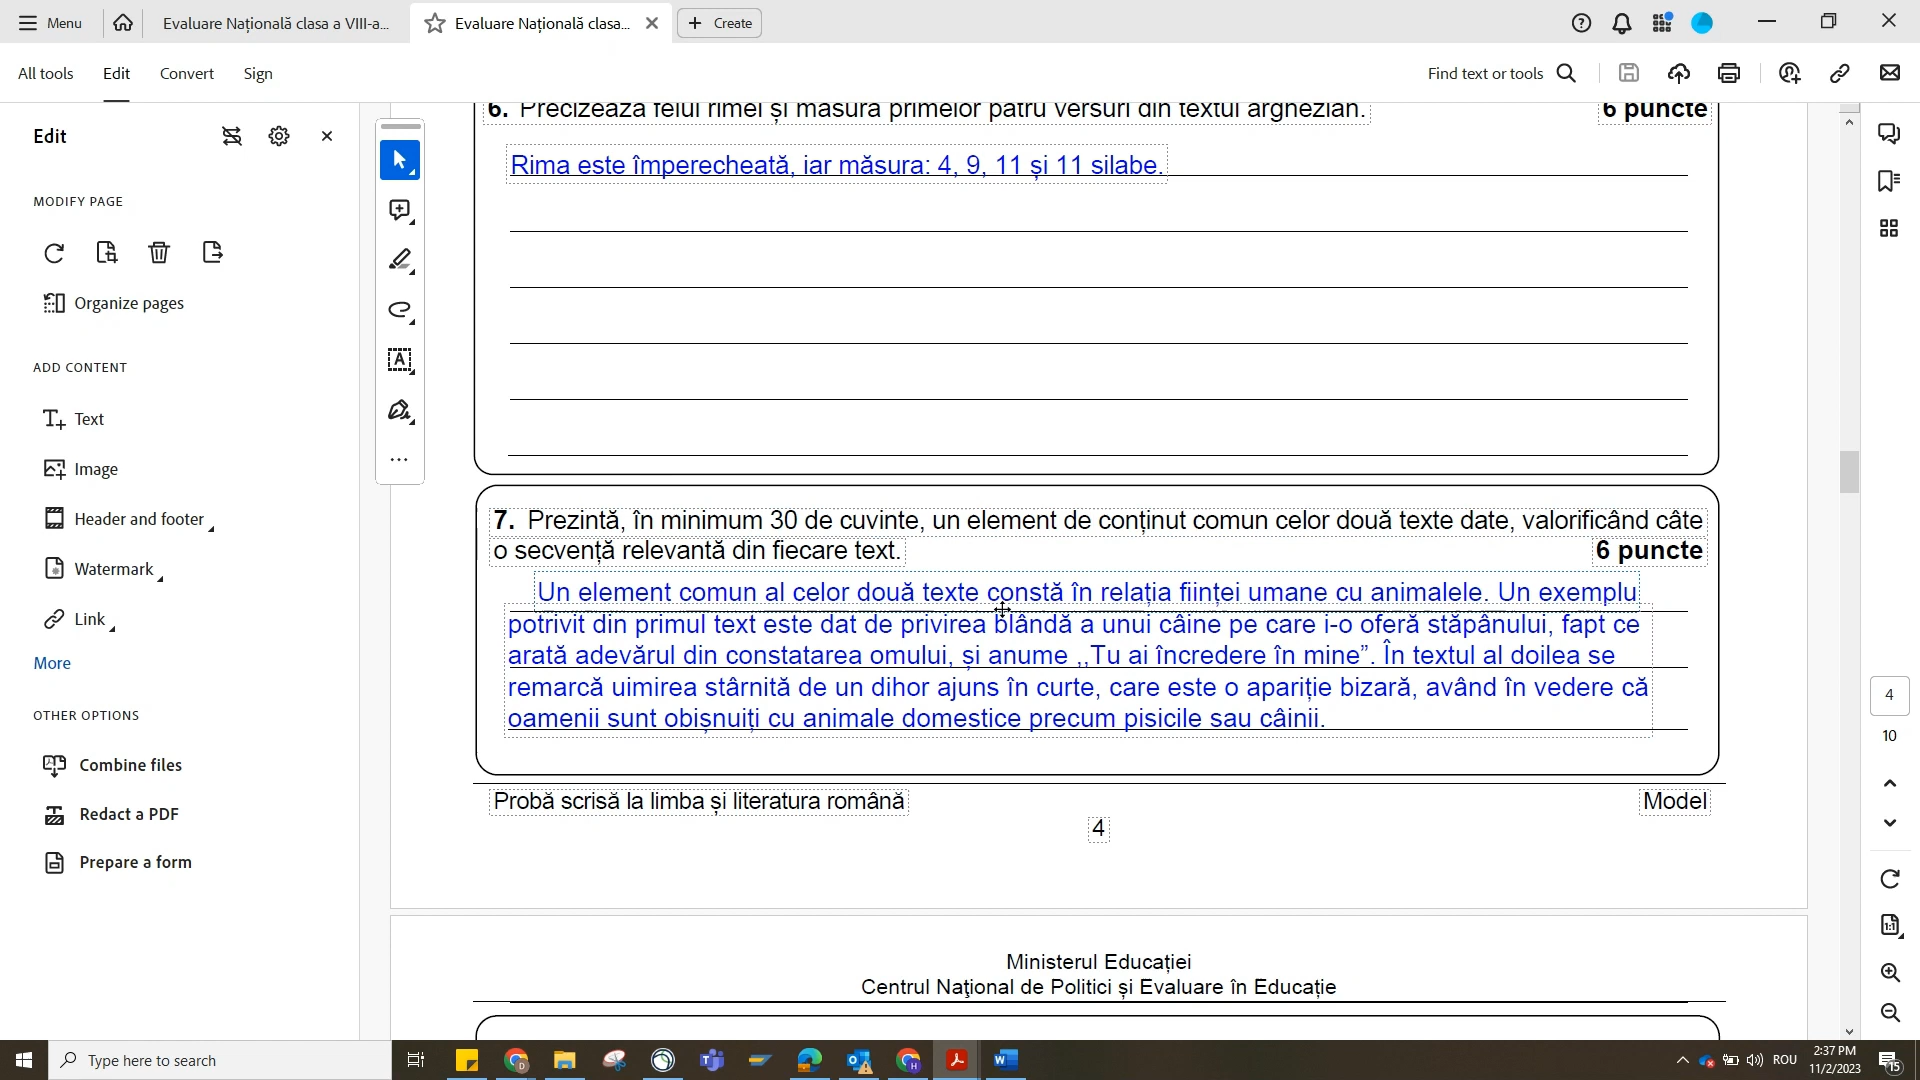 Menu
Evaluare Națională clasa a VIII-a...
Evaluare Națională clasa...
Create
All tools
Edit
Convert
Sign
Find text or tools
Edit
MODIFY PAGE
Organize pages
ADD CONTENT
Text
Image
Header and footer
Watermark
Link
More
OTHER OPTIONS
Combine files
Redact a PDF
Prepare a form
6. Precizează felul rimei și măsura primelor patru versuri din textul arghezian. 6 puncte
Rima este împerecheată, iar măsura: 4, 9, 11 și 11 silabe.
7. Prezintă, în minimum 30 de cuvinte, un element de conținut comun celor două texte date, valorificând câte
o secvență relevantă din fiecare text. 6 puncte
Un element comun al celor două texte constă în relația ființei umane cu animalele. Un exemplu
potrivit din primul text este dat de privirea blândă a unui câine pe care i-o oferă stăpânului, fapt ce
arată adevărul din constatarea omului, și anume ,,Tu ai încredere în mine”. În textul al doilea se
remarcă uimirea stârnită de un dihor ajuns în curte, care este o apariție bizară, având în vedere că
oamenii sunt obișnuiți cu animale domestice precum pisicile sau câinii.
Probă scrisă la limba și literatura română
Model
4
Ministerul Educației
Centrul Naţional de Politici și Evaluare în Educație
4
10
1:1
Type here to search
ROU
2:37 PM
11/2/2023
15